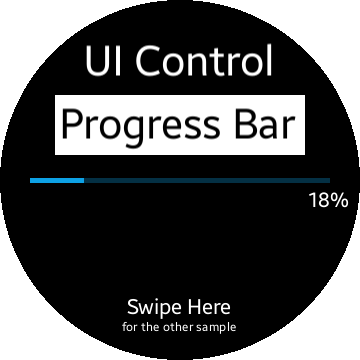 UI Control
Progress Bar
18%
Swipe Here
for the other sample